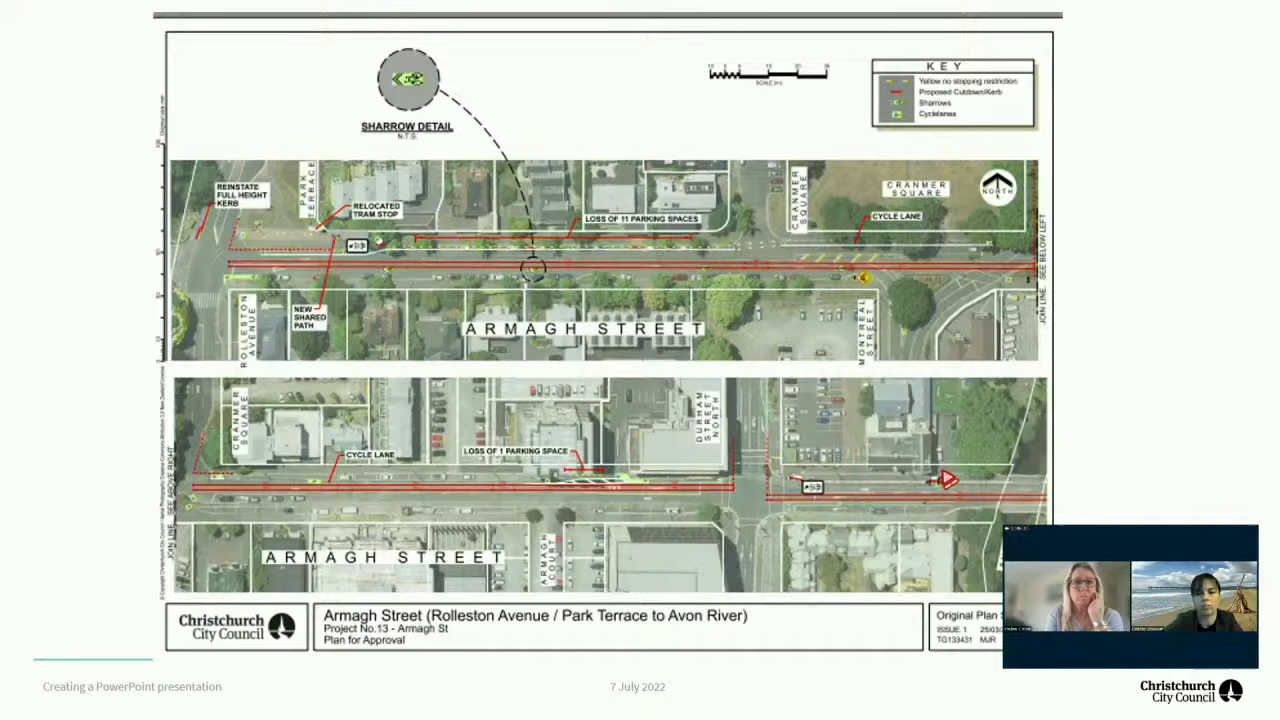 SHARROW DETAIL
N.T.S.
SCALE (m)
KEY
Yellow no stopping restriction
Proposed Cutdown/Kerb
Sharrows
Cyclelanes
REINSTATE
FULL HEIGHT
KERB
PARK
TERRACE
RELOCATED
TRAM STOP
LOSS OF 11 PARKING SPACES
CRANMER
SQUARE
CRANMER
SQUARE
NORTH
CYCLE LANE
JOIN LINE. SEE BELOW LEFT
NEW
SHARED
PATH
ROLLESTON
AVENUE
ARMAGH STREET
MONTREAL
STREET
CRANMER
SQUARE
DURHAM
STREET
NORTH
CYCLE LANE
LOSS OF 1 PARKING SPACE
JOIN LINE. SEE ABOVE RIGHT
ARMAGH STREET
ARMAGH
COURT
Christchurch
City Council
Armagh Street (Rolleston Avenue / Park Terrace to Avon River)
Project No.13 - Armagh St
Plan for Approval
Original Plan
ISSUE 1
TG133431 MJR
Creating a PowerPoint presentation
7 July 2022
Christchurch
City Council